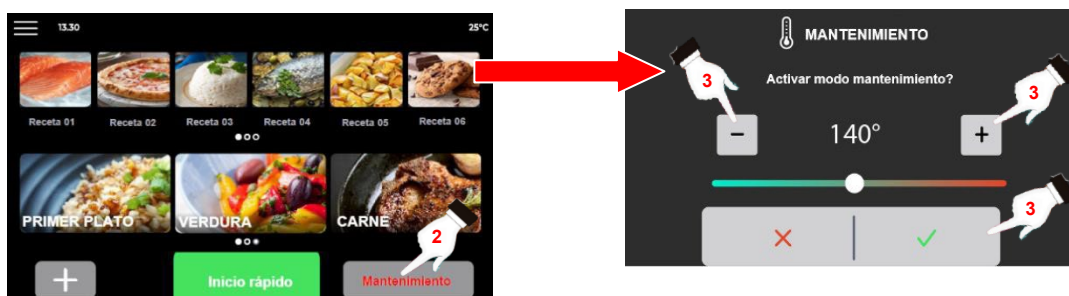 13.30
25°C
Receta 01
Receta 02
Receta 03
Receta 04
Receta 05
Receta 06
PRIMER PLATO
VERDURA
CARNE
2
+
Inicio rápido
Mantenimiento
MANTENIMIENTO
Activar modo mantenimiento?
3
3
−
140°
+
3